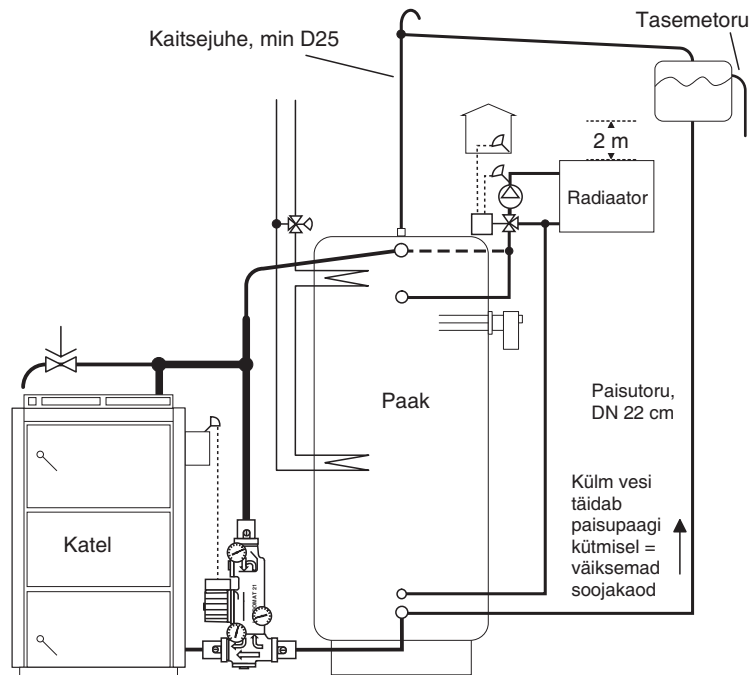 Kaitsejuhe, min D25
Tasemetoru
2 m
Radiaator
Paak
Paisutoru,
DN 22 cm
Külm vesi
täidab
paisupaagi
kütmisel =
väiksemad
soojakaod
Katel